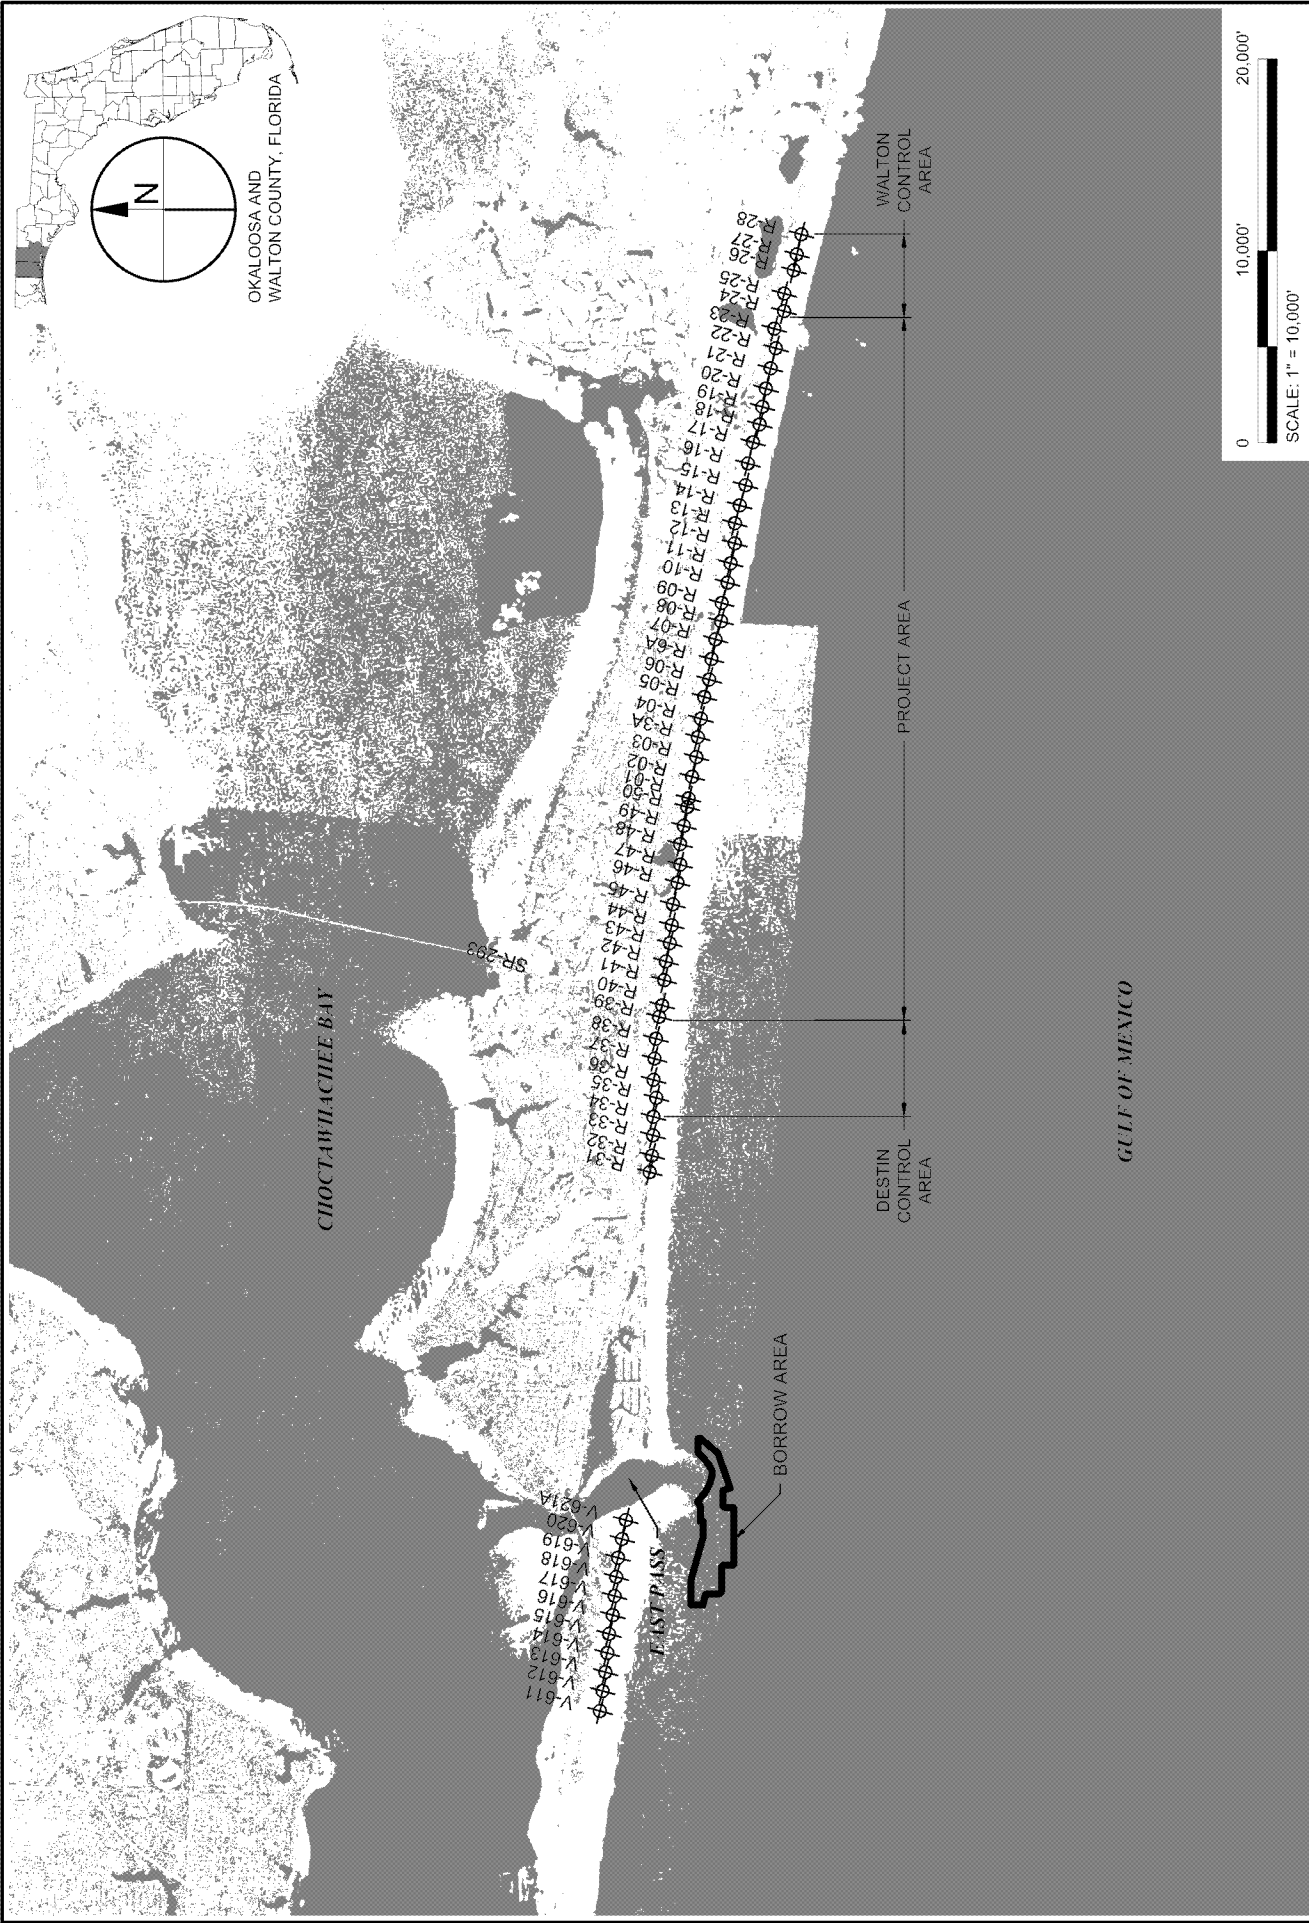 OKALOOSA AND
WALTON COUNTY, FLORIDA
N
CHOCTAWHACHEE BAY
SR-293
V-611
V-612
V-613
V-614
V-615
V-616
V-617
V-618
V-619
V-620
V-621A
EAST PASS
BORROW AREA
R-31
R-32
R-33
R-34
R-35
R-36
R-37
R-38
R-39
R-40
R-41
R-42
R-43
R-44
R-45
R-46
R-47
R-48
R-49
R-50
R-01
R-02
R-03
R-3A
R-04
R-05
R-06
R-6A
R-07
R-08
R-09
R-10
R-11
R-12
R-13
R-14
R-15
R-16
R-17
R-18
R-19
R-20
R-21
R-22
R-23
R-24
R-25
R-26
R-27
R-28
DESTIN
CONTROL
AREA
PROJECT AREA
WALTON
CONTROL
AREA
GULF OF MEXICO
0 10,000' 20,000'
SCALE: 1" = 10,000'